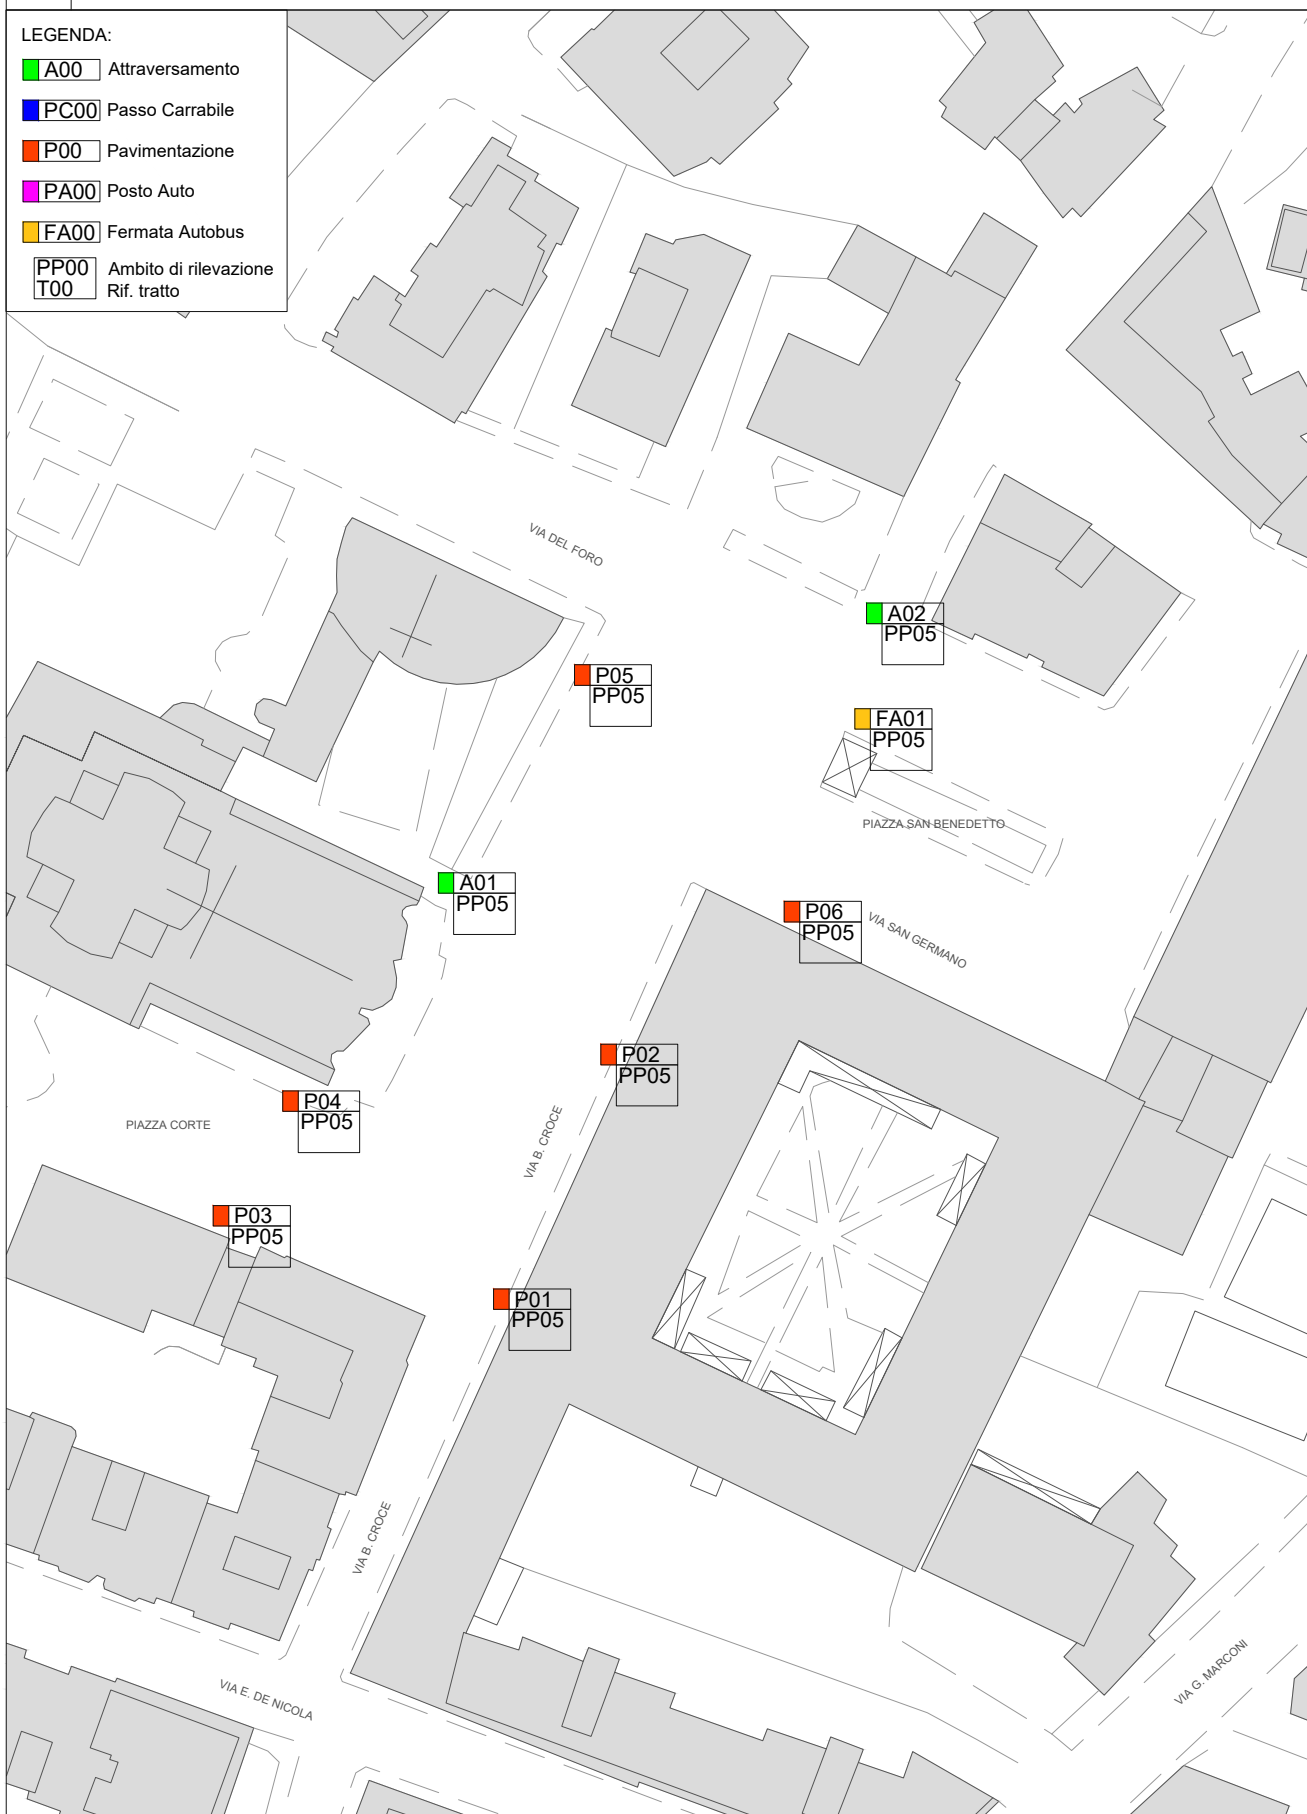 LEGENDA:
A00 Attraversamento
PC00 Passo Carrabile
P00 Pavimentazione
PA00 Posto Auto
FA00 Fermata Autobus
PP00 Ambito di rilevazione
T00 Rif. tratto
VIA DEL FORO
A02
PP05
P05
PP05
FA01
PP05
PIAZZA SAN BENEDETTO
A01
PP05
P06
PP05
VIA SAN GERMANO
P02
PP05
P04
PP05
PIAZZA CORTE
VIA B. CROCE
P03
PP05
P01
PP05
VIA B. CROCE
VIA E. DE NICOLA
VIA G. MARCONI